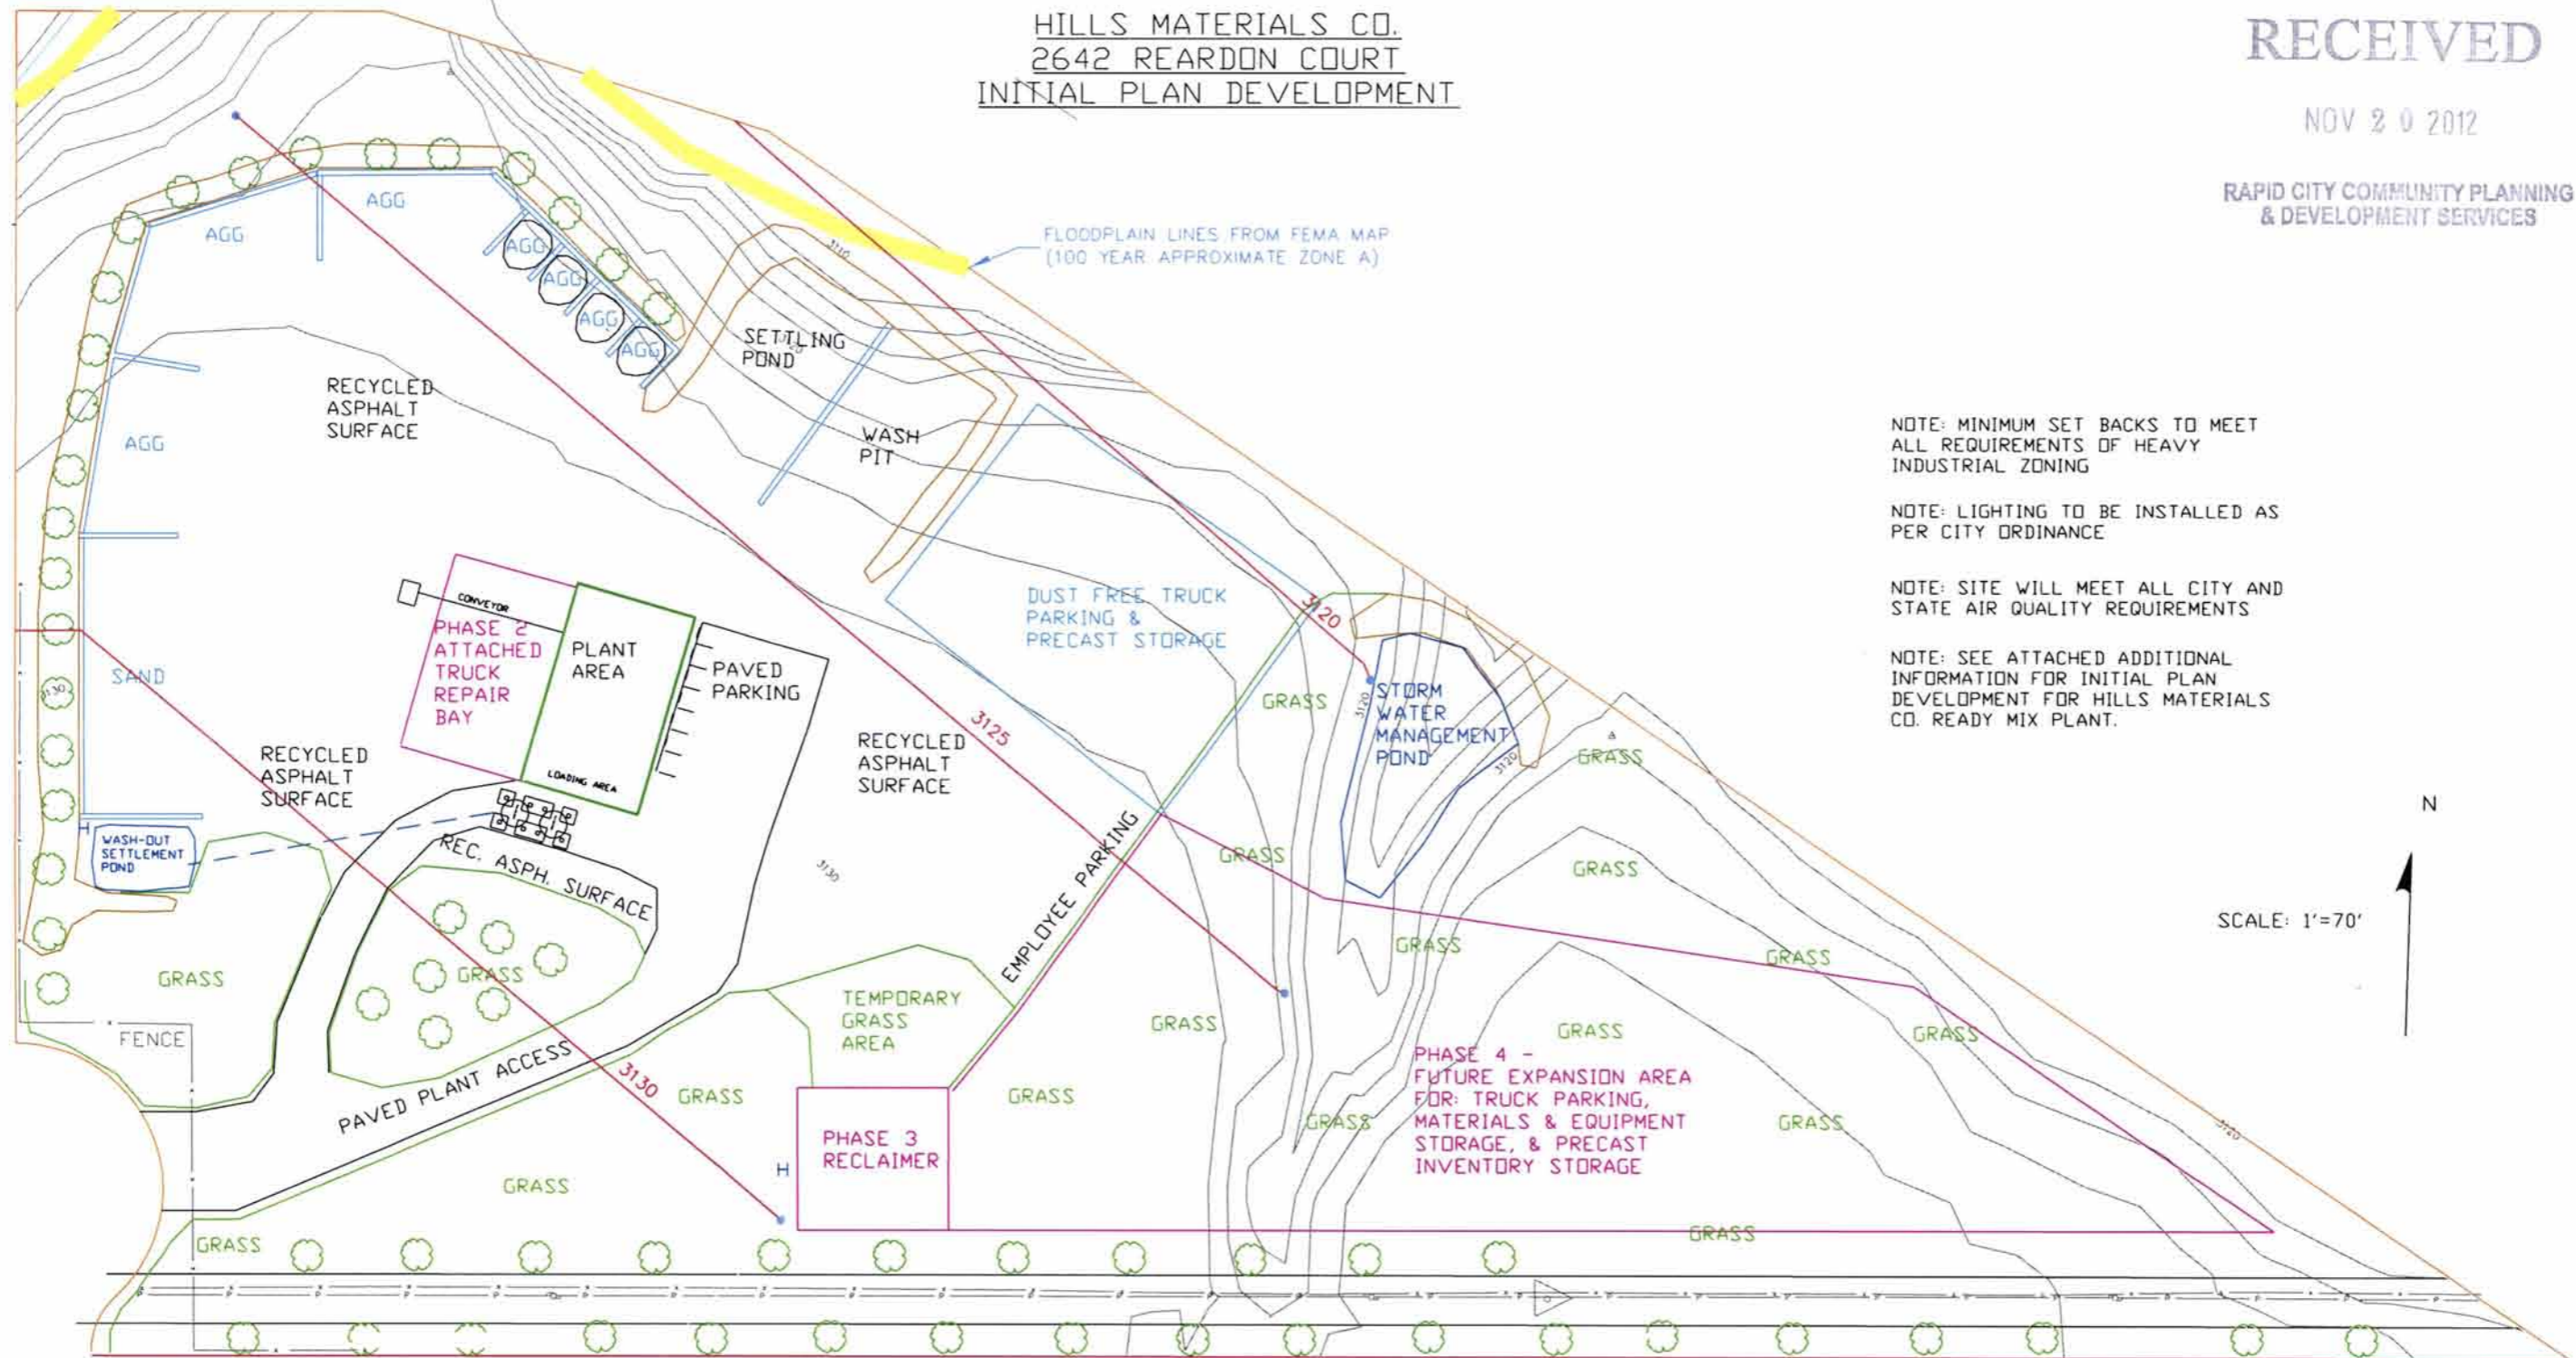 HILLS MATERIALS CO.
2642 REARDON COURT
INITIAL PLAN DEVELOPMENT
RECEIVED
NOV 20 2012
RAPID CITY COMMUNITY PLANNING
& DEVELOPMENT SERVICES
FLOODPLAIN LINES FROM FEMA MAP
(100 YEAR APPROXIMATE ZONE A)
AGG
AGG
AGG
AGG
AGG
AGG
AGG
3110
SETTLING
POND
3120
RECYCLED
ASPHALT
SURFACE
WASH
PIT
NOTE: MINIMUM SET BACKS TO MEET
ALL REQUIREMENTS OF HEAVY
INDUSTRIAL ZONING
NOTE: LIGHTING TO BE INSTALLED AS
PER CITY ORDINANCE
NOTE: SITE WILL MEET ALL CITY AND
STATE AIR QUALITY REQUIREMENTS
NOTE: SEE ATTACHED ADDITIONAL
INFORMATION FOR INITIAL PLAN
DEVELOPMENT FOR HILLS MATERIALS
CO. READY MIX PLANT.
CONVEYOR
PHASE 2
ATTACHED
TRUCK
REPAIR
BAY
PLANT
AREA
PAVED
PARKING
LOADING AREA
DUST FREE TRUCK
PARKING &
PRECAST STORAGE
3120
SAND
3130
3125
GRASS
3120
STORM
WATER
MANAGEMENT
POND
3120
GRASS
RECYCLED
ASPHALT
SURFACE
RECYCLED
ASPHALT
SURFACE
N
H
WASH-OUT
SETTLEMENT
POND
REC. ASPH. SURFACE
3130
EMPLOYEE PARKING
GRASS
GRASS
SCALE: 1'=70'
GRASS
GRASS
GRASS
GRASS
TEMPORARY
GRASS
AREA
GRASS
GRASS
GRASS
FENCE
PAVED PLANT ACCESS
3130
GRASS
GRASS
PHASE 4 -
FUTURE EXPANSION AREA
FOR: TRUCK PARKING,
MATERIALS & EQUIPMENT
STORAGE, & PRECAST
INVENTORY STORAGE
GRASS
GRASS
3120
PHASE 3
RECLAIMER
H
GRASS
GRASS
GRASS